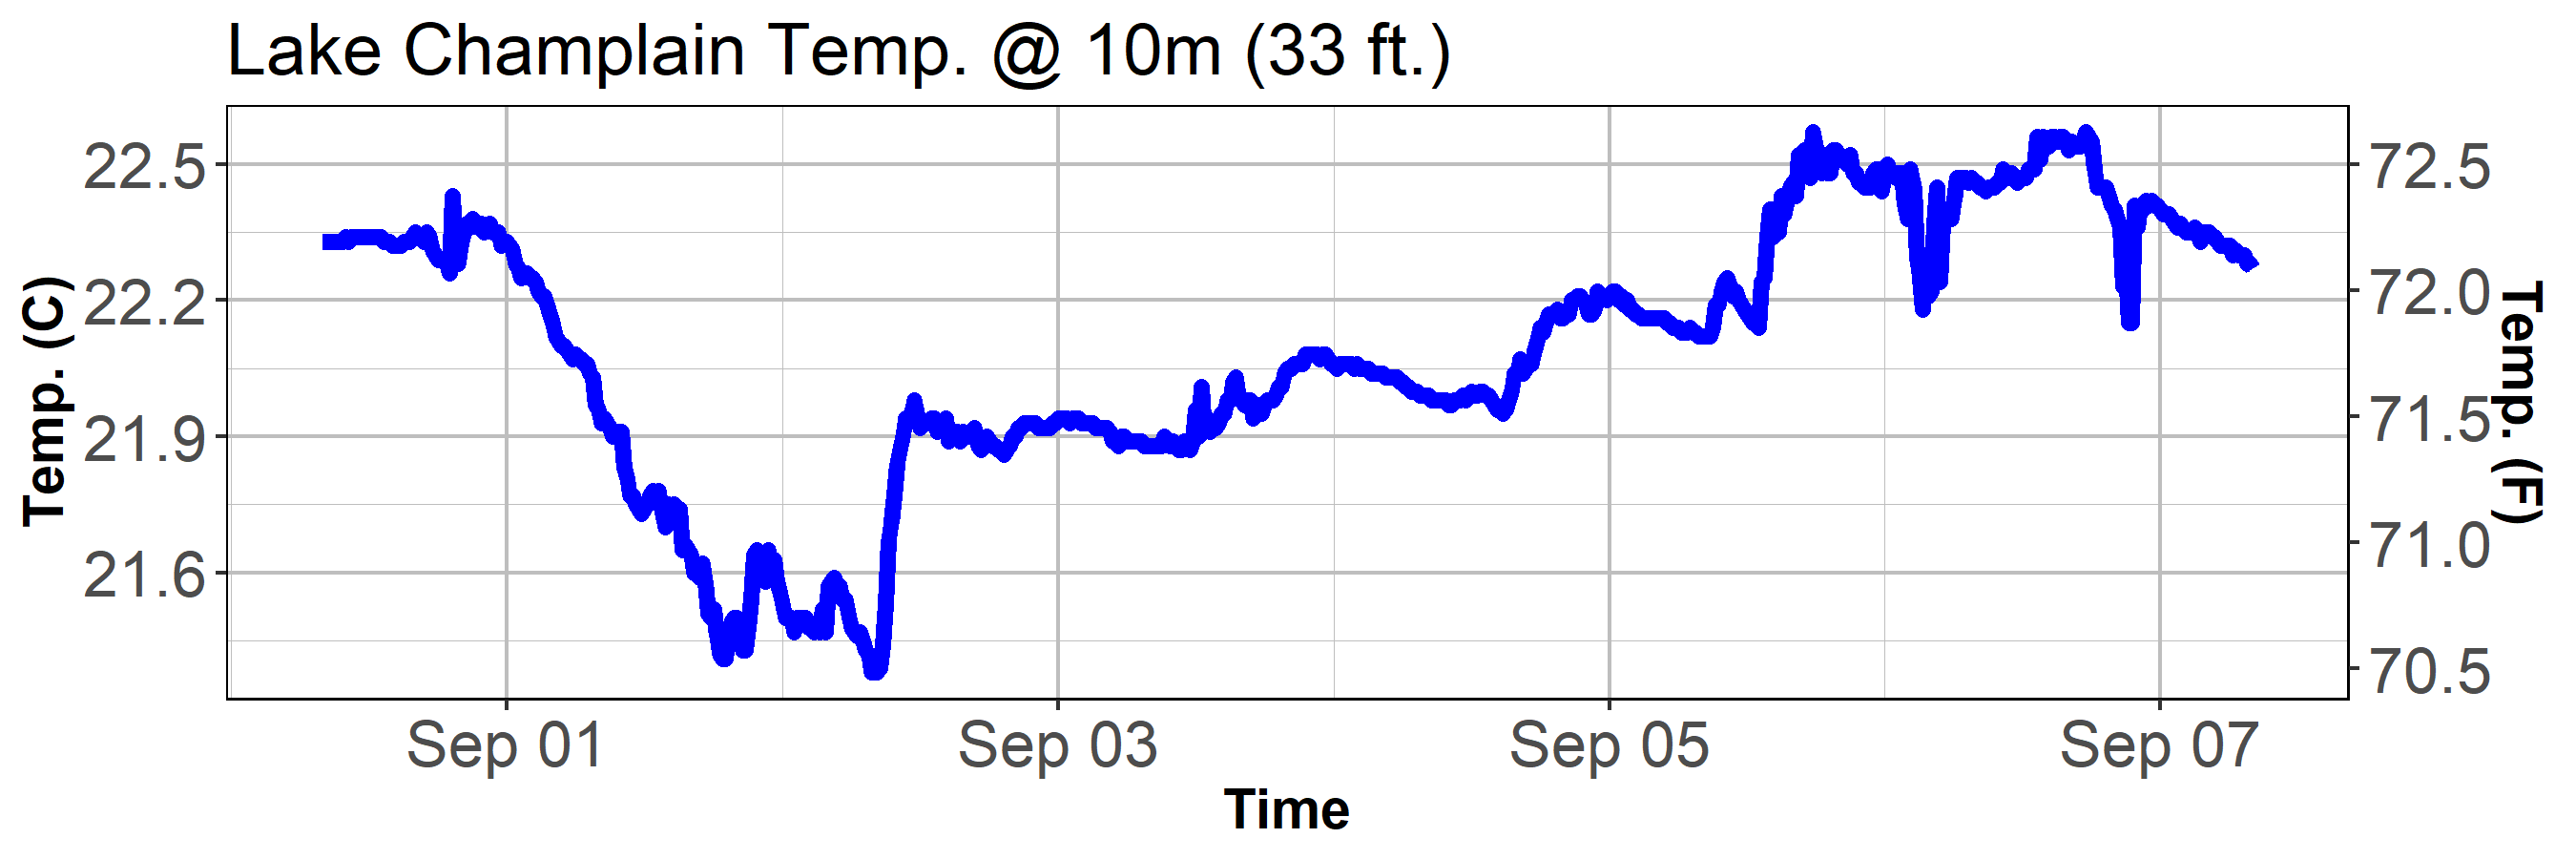 Lake Champlain Temp. @ 10m (33 ft.)
Temp. (C)
22.5
22.2
21.9
21.6
72.5
72.0
71.5
71.0
70.5
Temp. (F)
Sep 01
Sep 03
Sep 05
Sep 07
Time